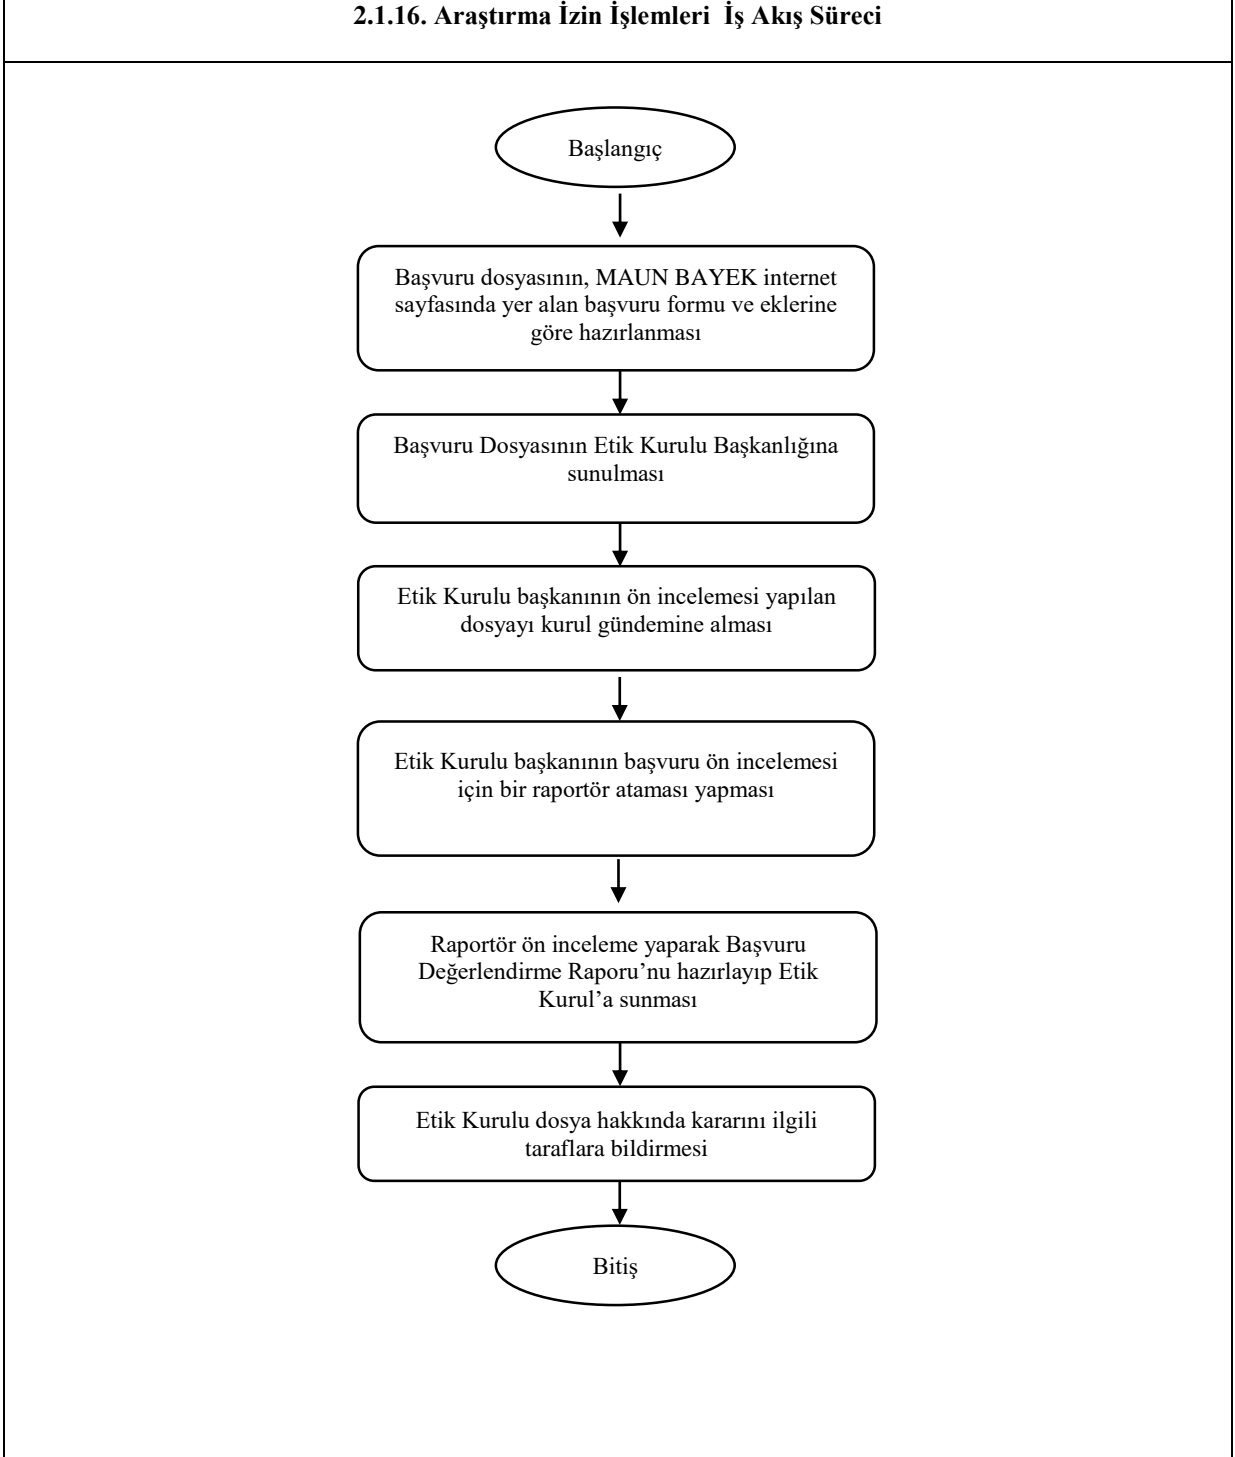 2.1.16. Araştırma İzin İşlemleri  İş Akış Süreci
Başlangıç
Başvuru dosyasının, MAUN BAYEK internet
sayfasında yer alan başvuru formu ve eklerine
göre hazırlanması
Başvuru Dosyasının Etik Kurulu Başkanlığına
sunulması
Etik Kurulu başkanının ön incelemesi yapılan
dosyayı kurul gündemine alması
Etik Kurulu başkanının başvuru ön incelemesi
için bir raportör ataması yapması
Raportör ön inceleme yaparak Başvuru
Değerlendirme Raporu’nu hazırlayıp Etik
Kurul’a sunması
Etik Kurulu dosya hakkında kararını ilgili
taraflara bildirmesi
Bitiş